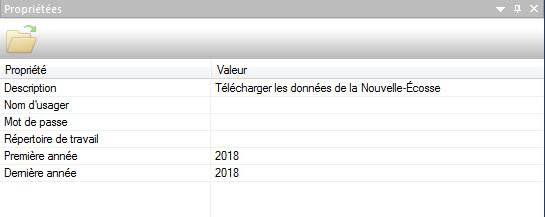 Propriétées
Propriété Valeur
Description Télécharger les données de la Nouvelle-Écosse
Nom d'usager
Mot de passe
Répertoire de travail
Première année 2018
Dernière année 2018